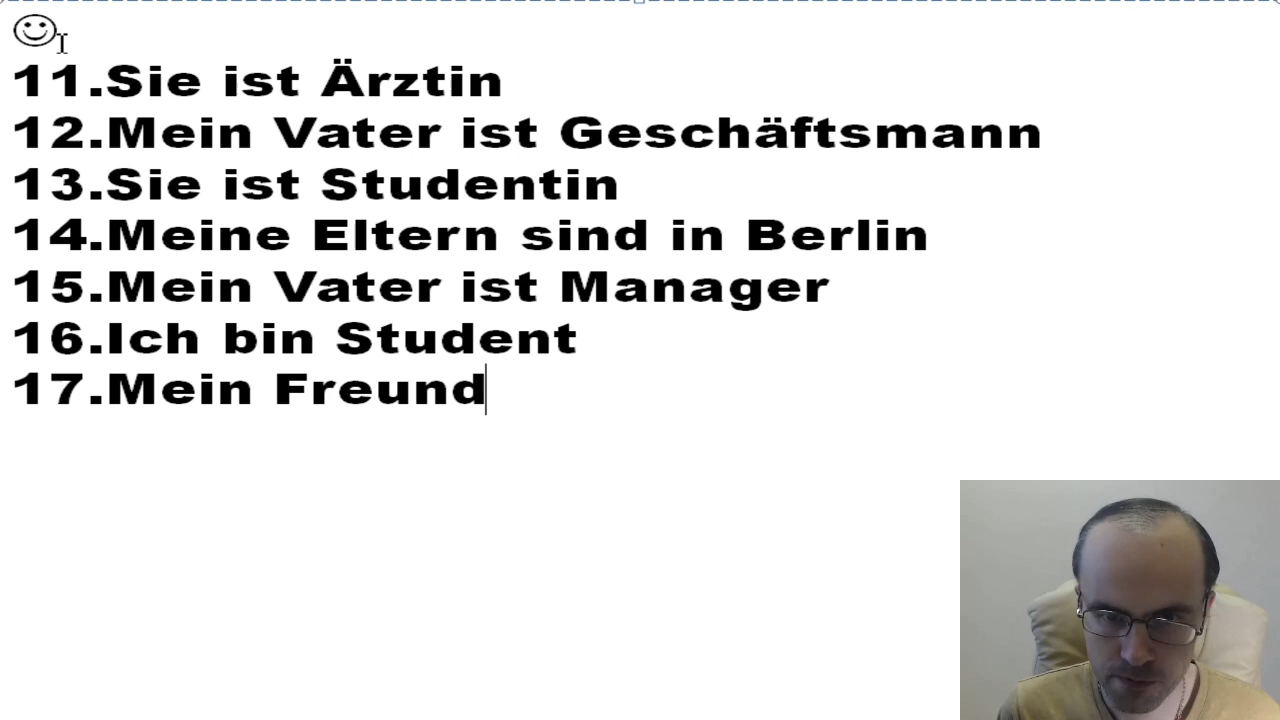 11.Sie ist Ärztin
12.Mein Vater ist Geschäftsmann
13.Sie ist Studentin
14.Meine Eltern sind in Berlin
15.Mein Vater ist Manager
16.Ich bin Student
17.Mein Freund